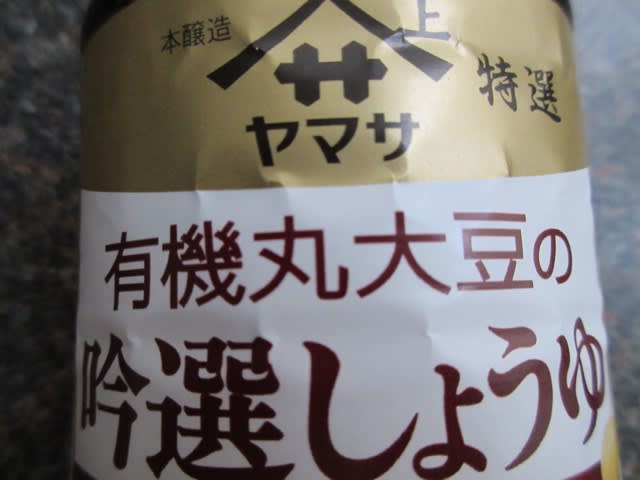 本醸造
上
サ
特選
ヤマサ
有機丸大豆の
吟選しょうゆ